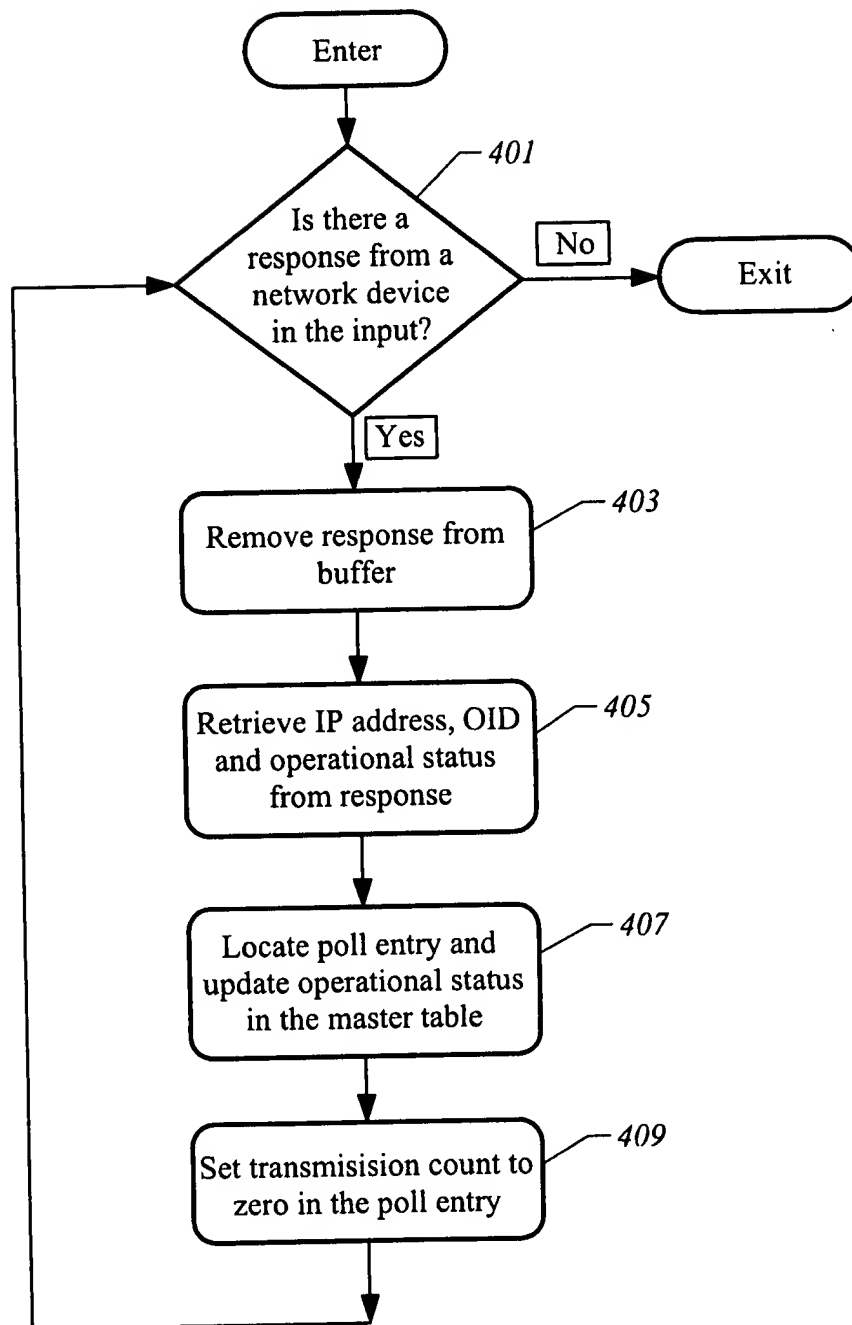 Enter
401
Is there a
response from a
network device
in the input?
No
Exit
Yes
403
Remove response from
buffer
405
Retrieve IP address, OID
and operational status
from response
407
Locate poll entry and
update operational status
in the master table
409
Set transmisision count to
zero in the poll entry